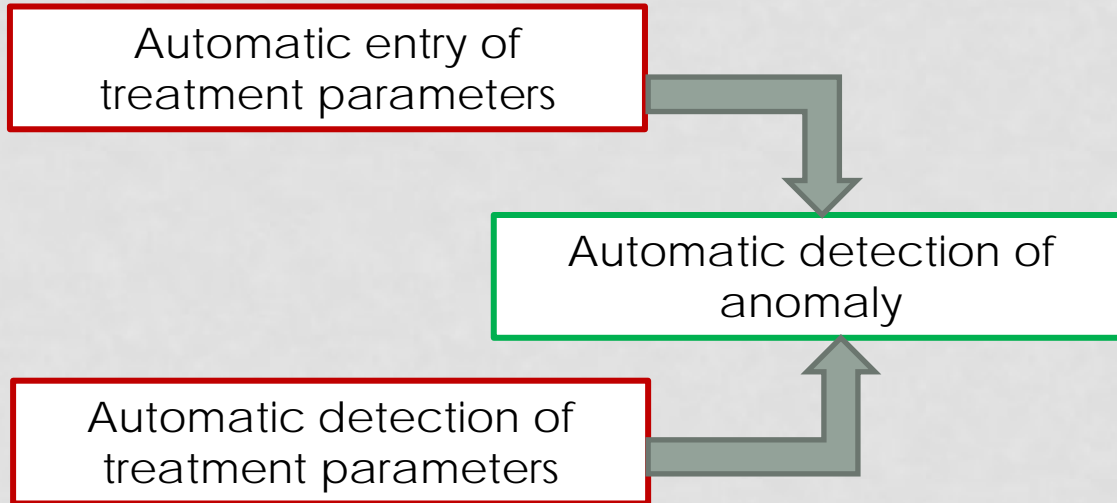 Automatic entry of
treatment parameters
Automatic detection of
anomaly
Automatic detection of
treatment parameters